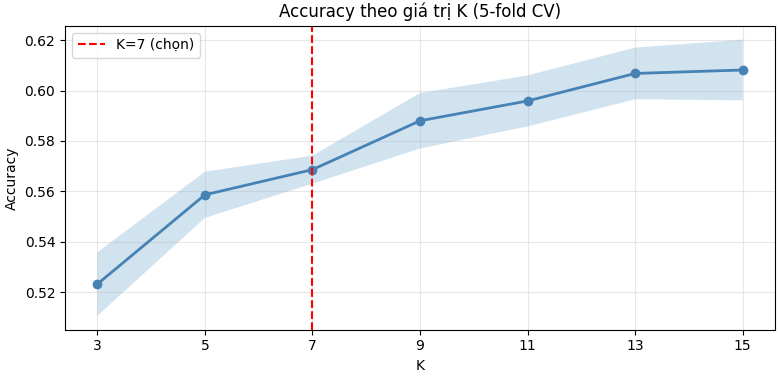 Accuracy theo giá trị K (5-fold CV)
K=7 (chọn)
Accuracy
0.62
0.60
0.58
0.56
0.54
0.52
3 5 7 9 11 13 15
K